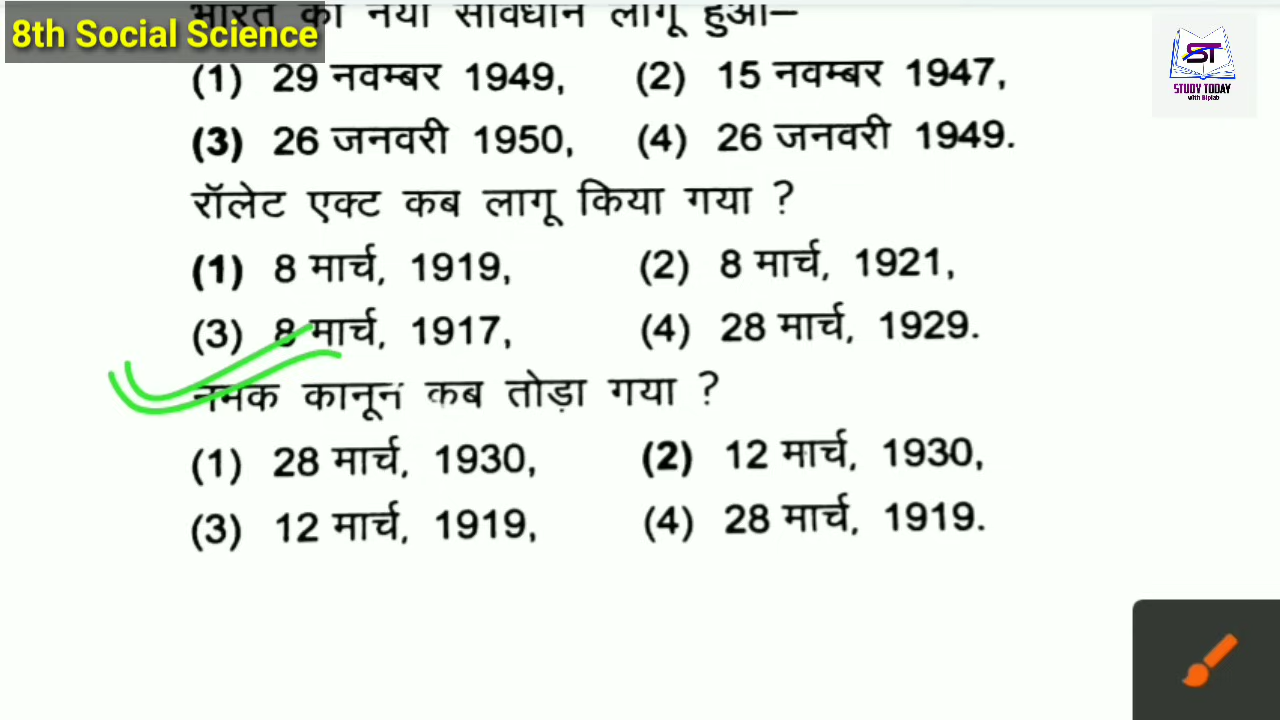 भारत का नया संविधान लागू हुआ—
8th Social Science
(1) 29 नवम्बर 1949, (2) 15 नवम्बर 1947,
(3) 26 जनवरी 1950, (4) 26 जनवरी 1949.
रॉलेट एक्ट कब लागू किया गया ?
(1) 8 मार्च, 1919, (2) 8 मार्च, 1921,
(3) 8 मार्च, 1917, (4) 28 मार्च, 1929.
नमक कानून कब तोड़ा गया ?
(1) 28 मार्च, 1930, (2) 12 मार्च, 1930,
(3) 12 मार्च, 1919, (4) 28 मार्च, 1919.
ST
STUDY TODAY
with Biplab